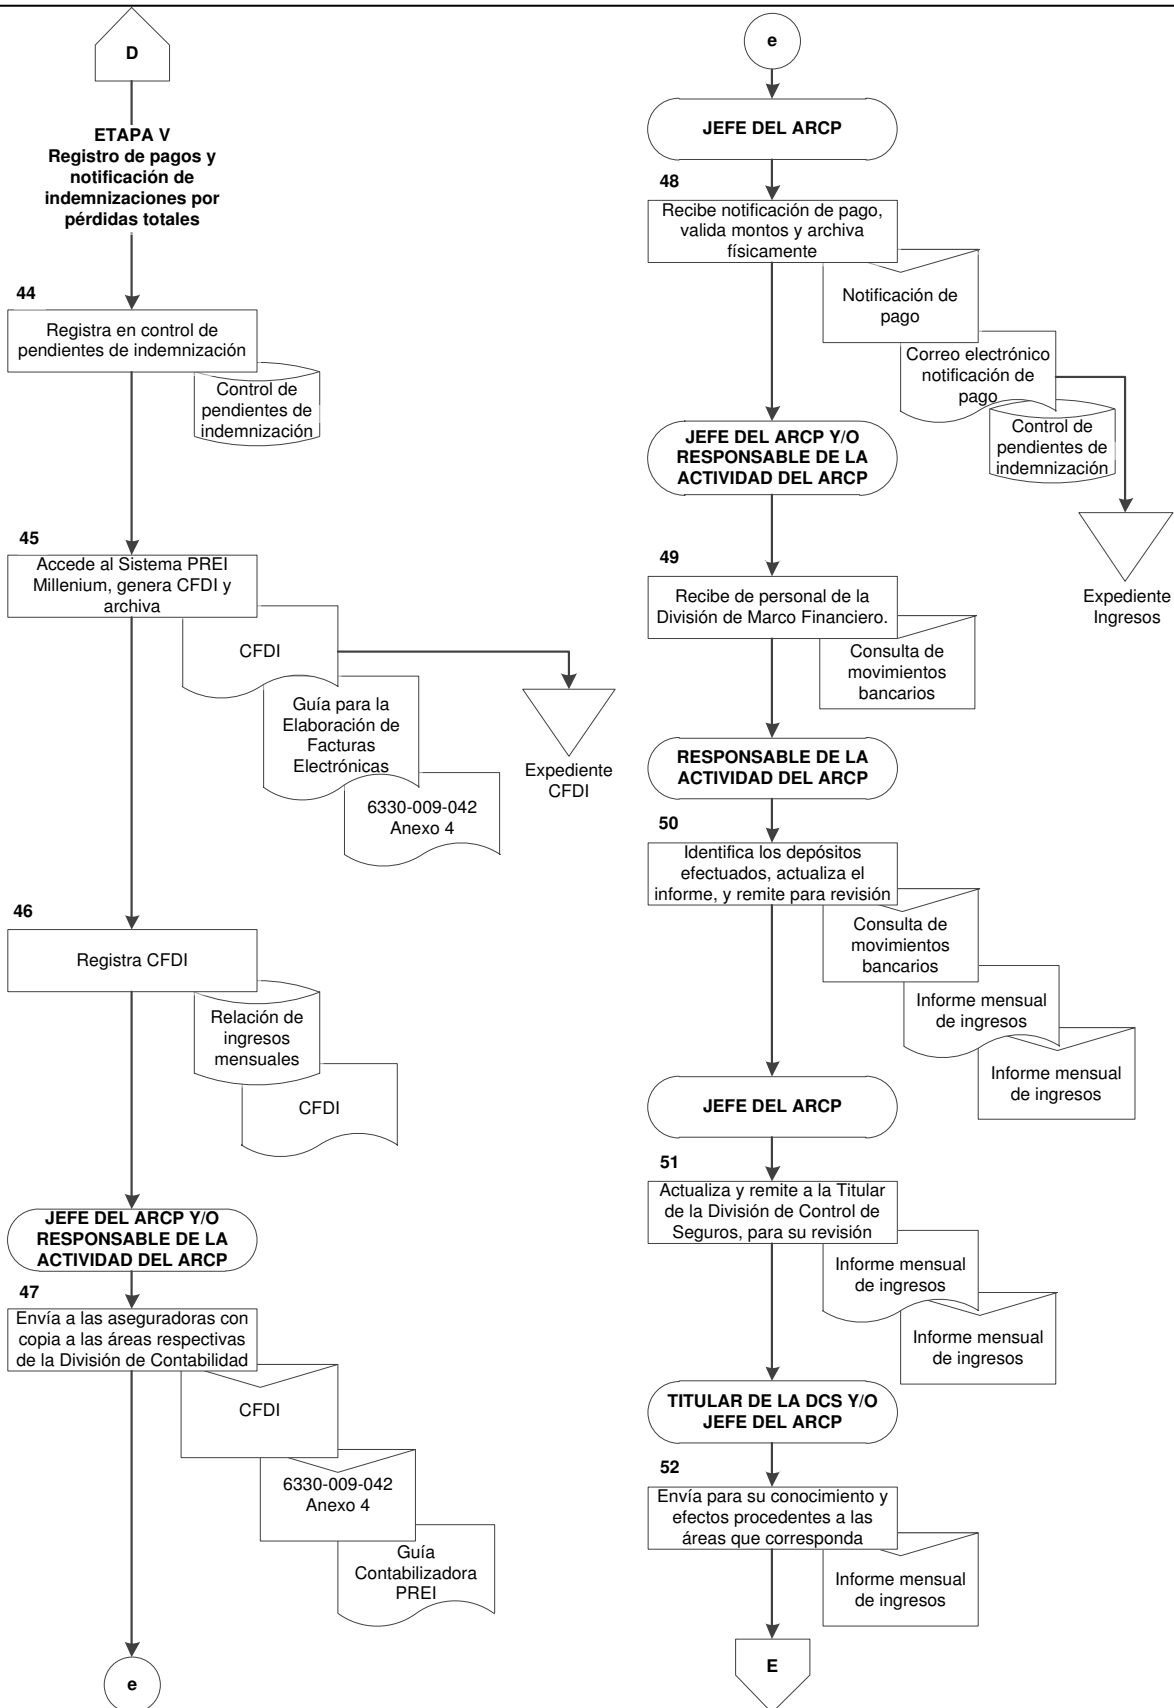 D
ETAPA V
Registro de pagos y
notificación de
indemnizaciones por
pérdidas totales
44
Registra en control de
pendientes de indemnización
Control de
pendientes de
indemnización
45
Accede al Sistema PREI
Millenium, genera CFDI y
archiva
CFDI
Guía para la
Elaboración de
Facturas
Electrónicas
6330-009-042
Anexo 4
Expediente
CFDI
46
Registra CFDI
Relación de
ingresos
mensuales
CFDI
JEFE DEL ARCP Y/O
RESPONSABLE DE LA
ACTIVIDAD DEL ARCP
47
Envía a las aseguradoras con
copia a las áreas respectivas
de la División de Contabilidad
CFDI
6330-009-042
Anexo 4
Guía
Contabilizadora
PREI
e
e
JEFE DEL ARCP
48
Recibe notificación de pago,
valida montos y archiva
físicamente
Notificación de
pago
Correo electrónico
notificación de
pago
Control de
pendientes de
indemnización
Expediente
Ingresos
JEFE DEL ARCP Y/O
RESPONSABLE DE LA
ACTIVIDAD DEL ARCP
49
Recibe de personal de la
División de Marco Financiero.
Consulta de
movimientos
bancarios
RESPONSABLE DE LA
ACTIVIDAD DEL ARCP
50
Identifica los depósitos
efectuados, actualiza el
informe, y remite para revisión
Consulta de
movimientos
bancarios
Informe mensual
de ingresos
Informe mensual
de ingresos
JEFE DEL ARCP
51
Actualiza y remite a la Titular
de la División de Control de
Seguros, para su revisión
Informe mensual
de ingresos
Informe mensual
de ingresos
TITULAR DE LA DCS Y/O
JEFE DEL ARCP
52
Envía para su conocimiento y
efectos procedentes a las
áreas que corresponda
Informe mensual
de ingresos
E